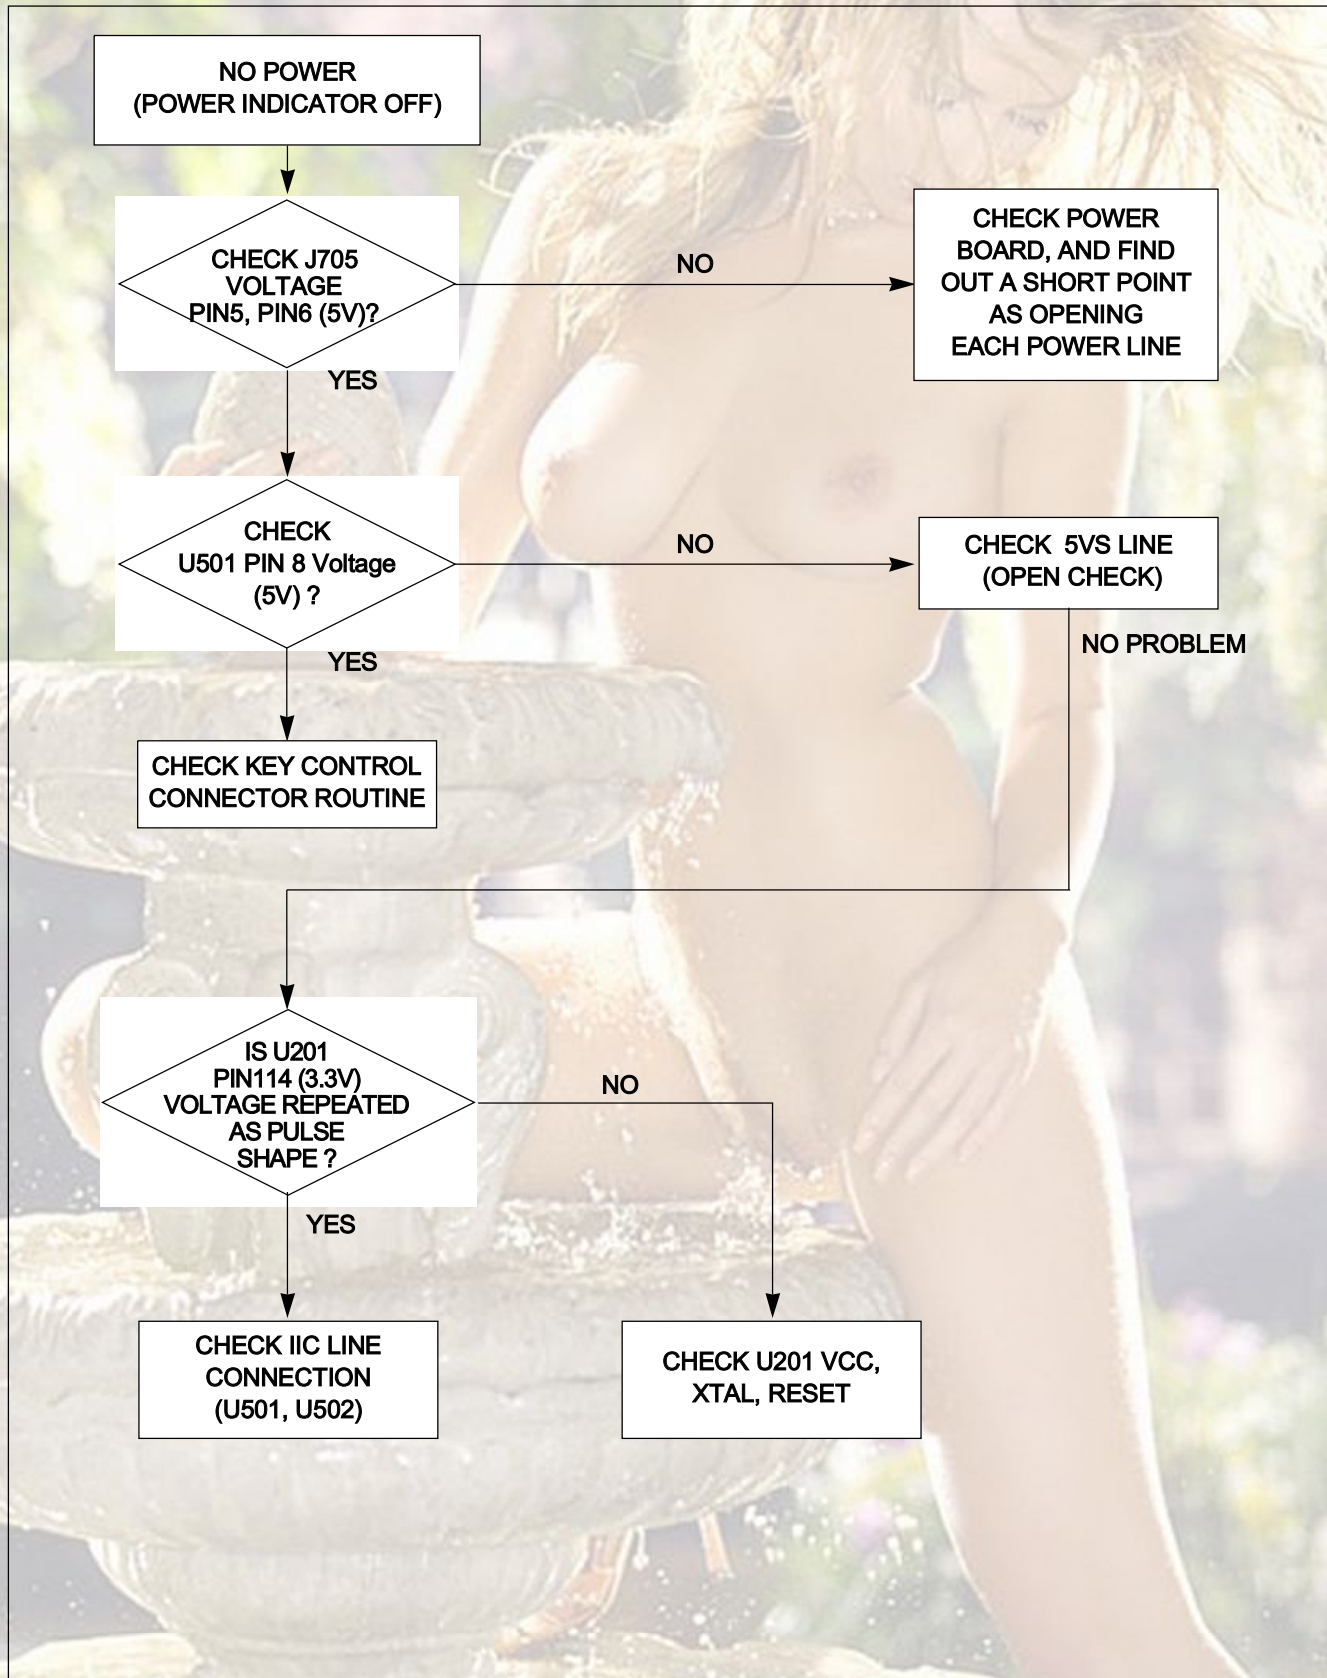 NO POWER
(POWER INDICATOR OFF)
CHECK J705
VOLTAGE
PIN5, PIN6 (5V)?
NO
CHECK POWER
BOARD, AND FIND
OUT A SHORT POINT
AS OPENING
EACH POWER LINE
YES
CHECK
U501 PIN 8 Voltage
(5V) ?
NO
CHECK 5VS LINE
(OPEN CHECK)
NO PROBLEM
YES
CHECK KEY CONTROL
CONNECTOR ROUTINE
IS U201
PIN114 (3.3V)
VOLTAGE REPEATED
AS PULSE
SHAPE ?
NO
YES
CHECK IIC LINE
CONNECTION
(U501, U502)
CHECK U201 VCC,
XTAL, RESET